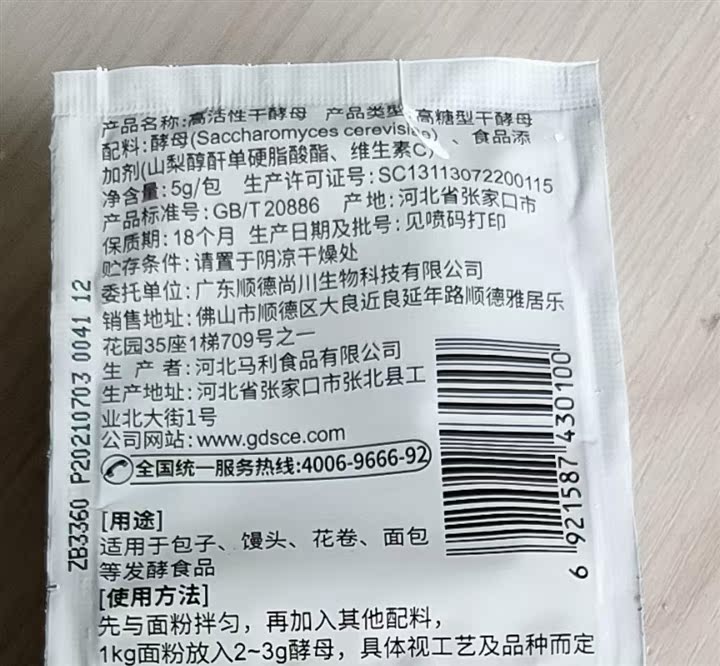 产品名称:高活性干酵母 产品类型:高糖型干酵母
配料:酵母(Saccharomyces cerevisiae)、食品添
加剂(山梨醇酐单硬脂酸酯、维生素C)
净含量:5g/包 生产许可证号:SC13113072200115
产品标准号:GB/T20886 产地:河北省张家口市
保质期:18个月 生产日期及批号:见喷码打印
贮存条件:请置于阴凉干燥处
委托单位:广东顺德尚川生物科技有限公司
销售地址:佛山市顺德区大良近良延年路顺德雅居乐
花园35座1梯709号之一
生 产 者:河北马利食品有限公司
生产地址:河北省张家口市张北县工
业北大街1号
公司网站:www.gdsce.com
全国统一服务热线:4006-9666-92
[用途]
适用于包子、馒头、花卷、面包
等发酵食品
[使用方法]
先与面粉拌匀，再加入其他配料，
1kg面粉放入2~3g酵母，具体视工艺及品种而定
ZB3360 P20210703 0041 12
6 921587 430100